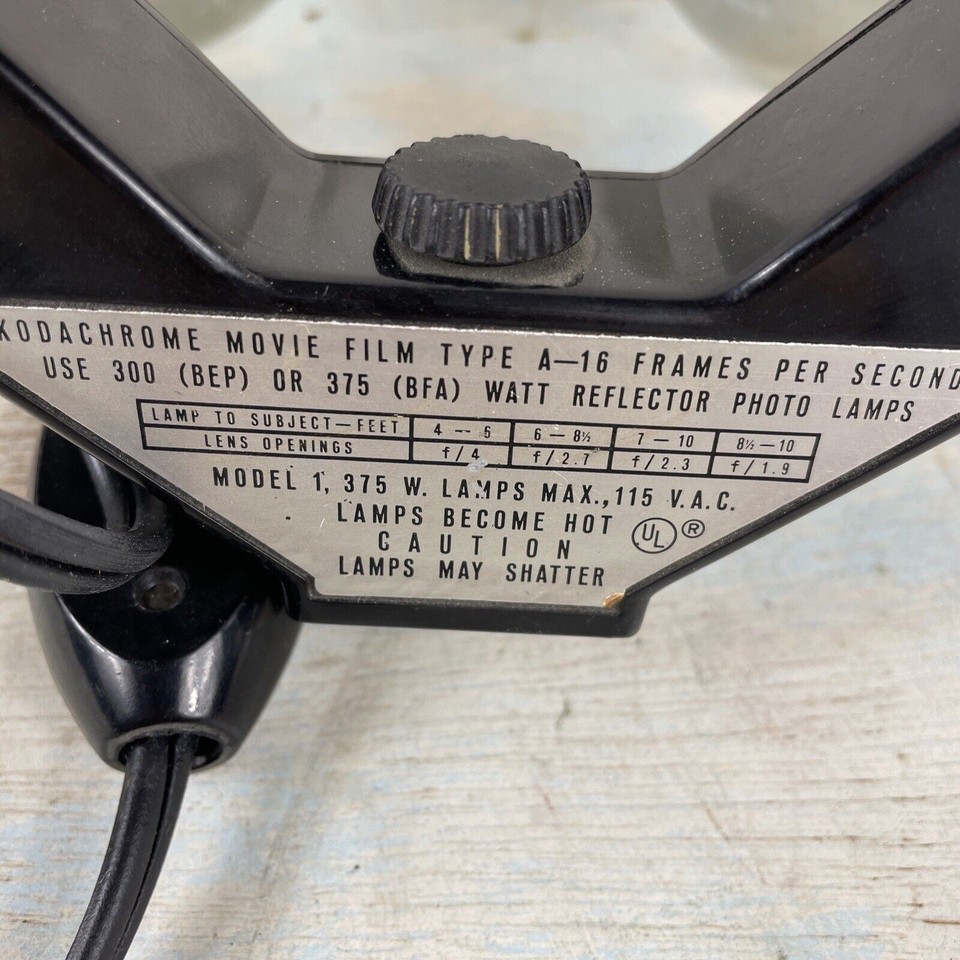 KODACHROME MOVIE FILM TYPE A—16 FRAMES PER SECOND
USE 300 (BEP) OR 375 (BFA) WATT REFLECTOR PHOTO LAMPS
LAMP TO SUBJECT—FEET 4 -- 6 6 — 8½ 7 — 10 8½ — 10
LENS OPENINGS f/4 f/2.7 f/2.3 f/1.9
MODEL 1, 375 W. LAMPS MAX., 115 V.A.C.
LAMPS BECOME HOT
CAUTION
LAMPS MAY SHATTER
UL ®